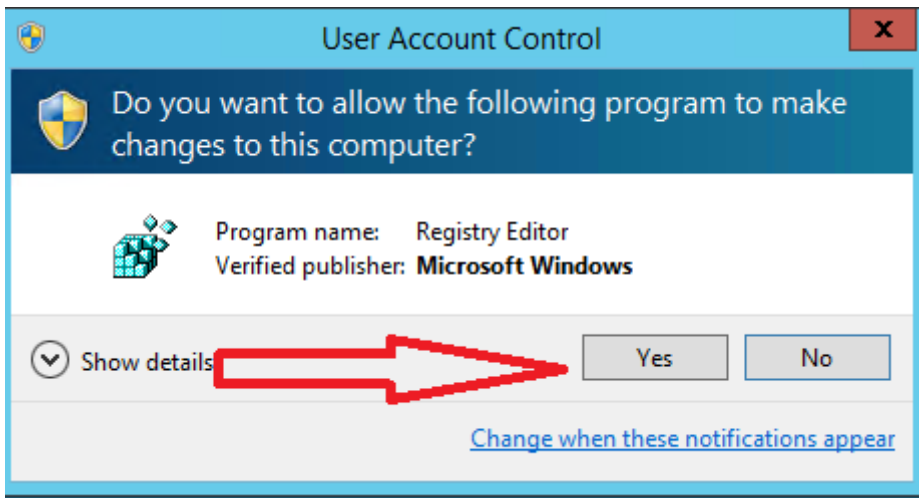 User Account Control
x
Do you want to allow the following program to make
changes to this computer?
Program name: Registry Editor
Verified publisher: Microsoft Windows
Show details
Yes
No
Change when these notifications appear